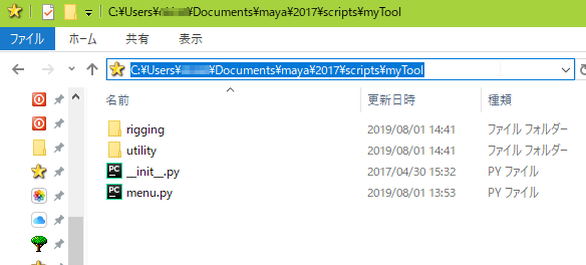 C:¥Users¥ ¥Documents¥maya¥2017¥scripts¥myTool
ファイル ホーム 共有 表示
C:¥Users¥ ¥Documents¥maya¥2017¥scripts¥myTool
名前 更新日時 種類
rigging 2019/08/01 14:41 ファイル フォルダー
utility 2019/08/01 14:41 ファイル フォルダー
__init__.py 2017/04/30 15:32 PY ファイル
menu.py 2019/08/01 13:53 PY ファイル